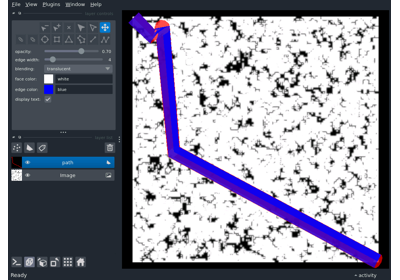 File View Plugins Window Help
opacity: 0.70
edge width: 4
blending: translucent
face color: white
edge color: blue
display text: ✓
path
Image
Ready
activity